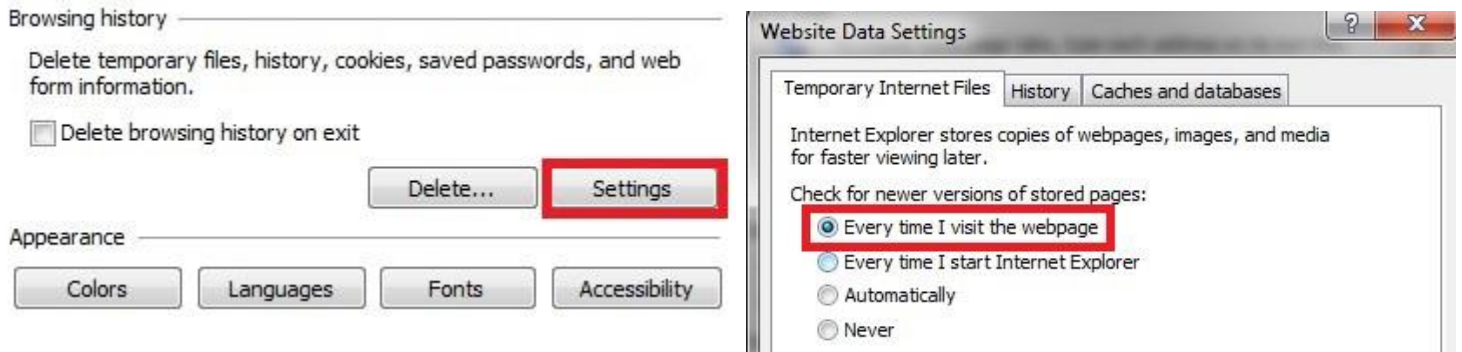 Browsing history
Delete temporary files, history, cookies, saved passwords, and web
form information.
Delete browsing history on exit
Delete... Settings
Appearance
Colors Languages Fonts Accessibility
Website Data Settings
?
X
Temporary Internet Files History Caches and databases
Internet Explorer stores copies of webpages, images, and media
for faster viewing later.
Check for newer versions of stored pages:
Every time I visit the webpage
Every time I start Internet Explorer
Automatically
Never